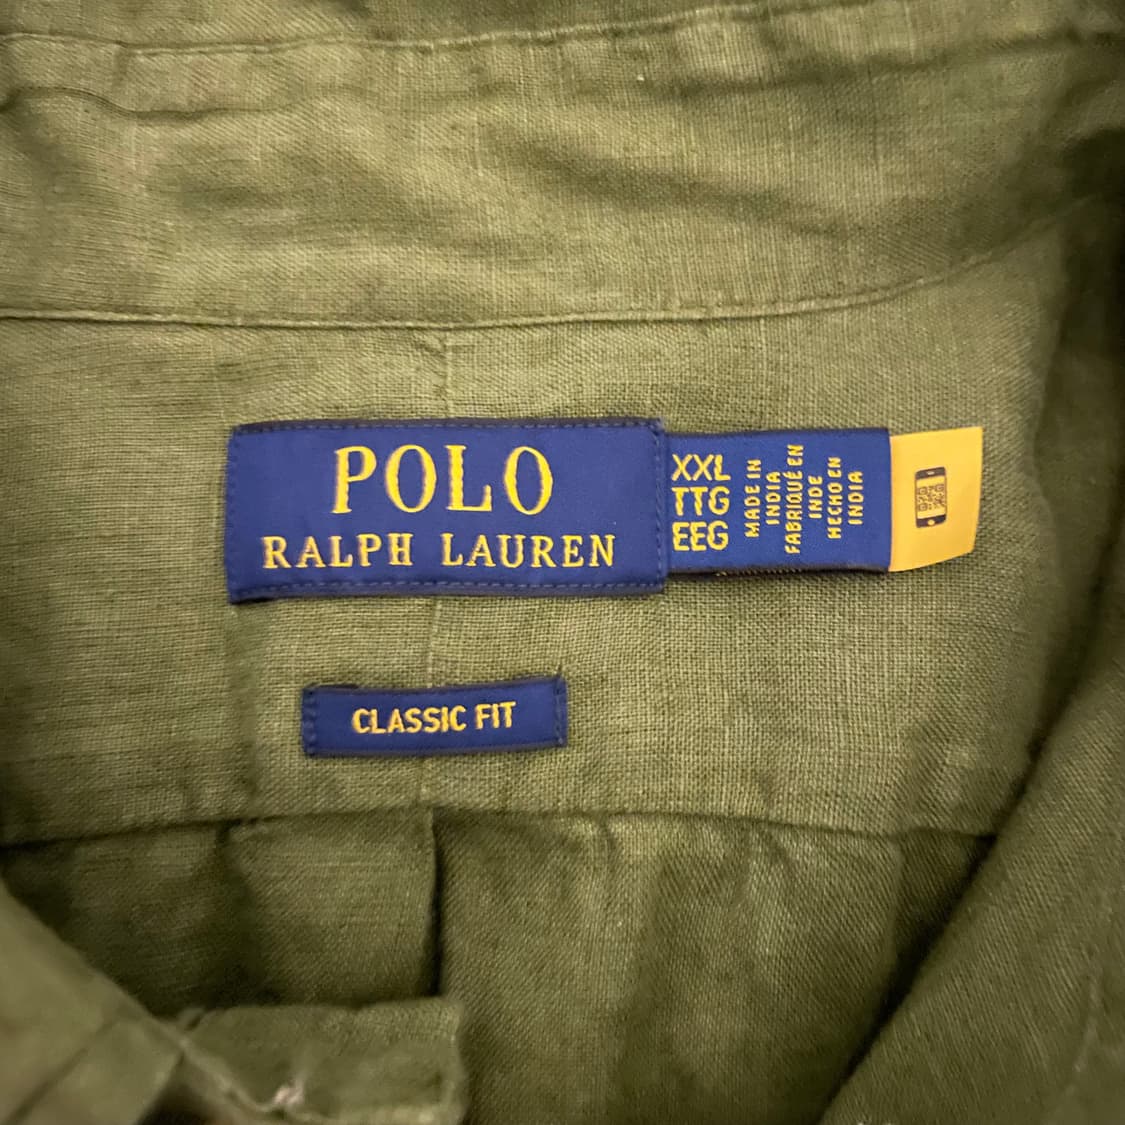 POLO
RALPH LAUREN
XXL
TTG
EEG
MADE IN
INDIA
FABRIQUÉ EN
INDE
HECHO EN
INDIA
CLASSIC FIT